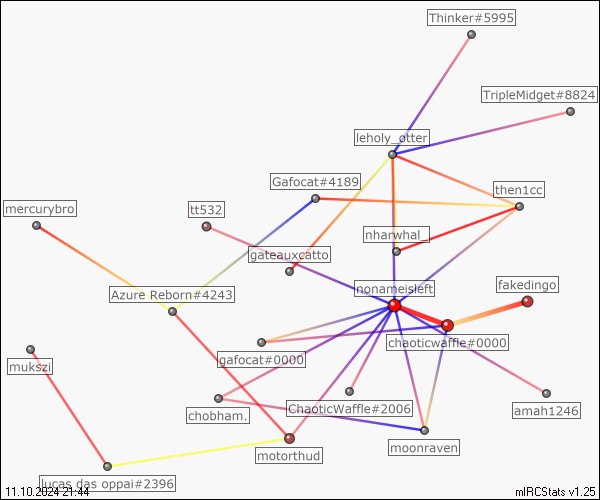 Thinker#5995
TripleMidget#8824
leholy_otter
Gafocat#4189
then1cc
mercurybro
tt532
nharwhal_
gateauxcatto
nonameisleft
fakedingo
Azure Reborn#4243
chaoticwaffle#0000
gafocat#0000
mukszi
ChaoticWaffle#2006
amah1246
chobham.
moonraven
motorthud
lucas das oppai#2396
11.10.2024 21:44
mIRCStats v1.25